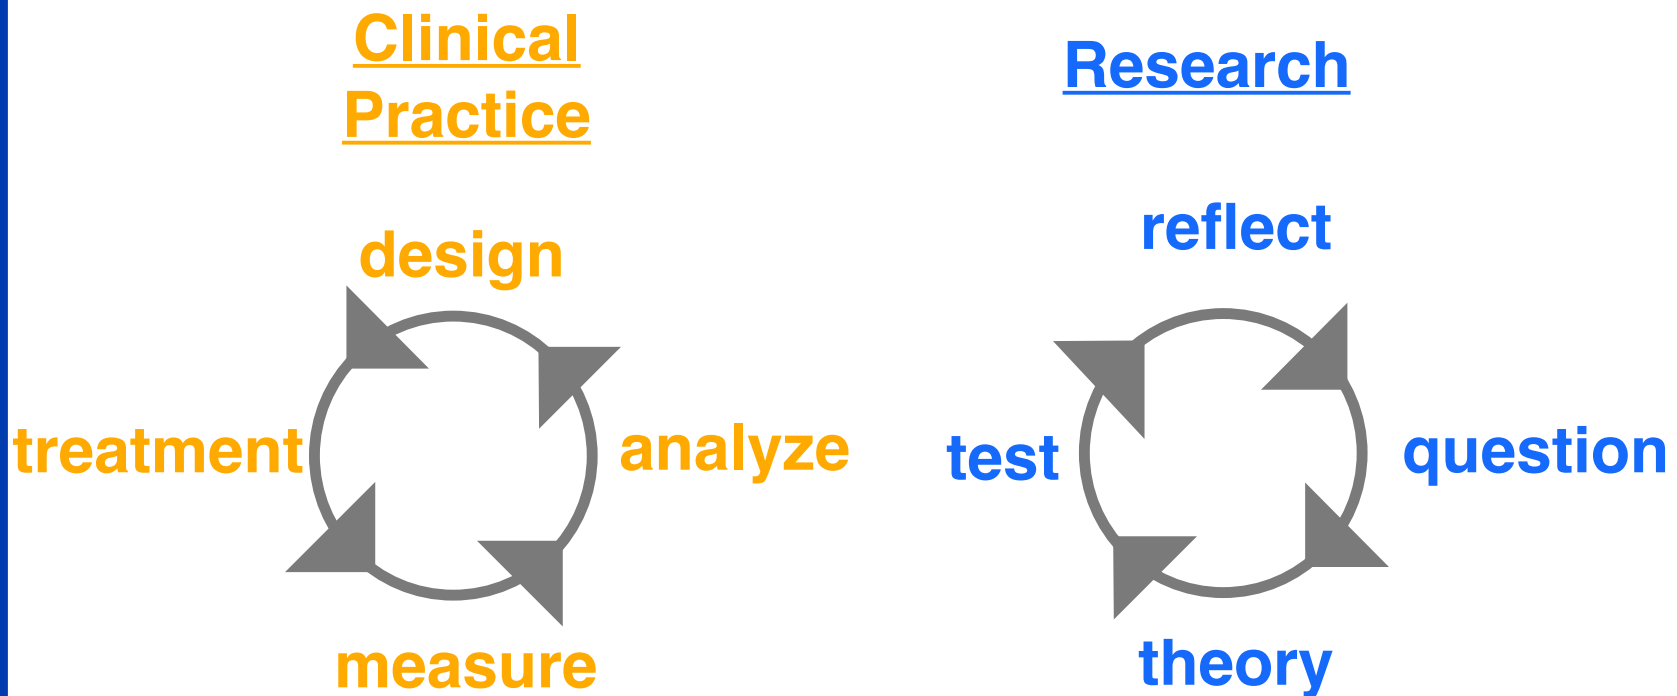 Clinical
Practice
design
treatment
analyze
measure
Research
reflect
test
question
theory